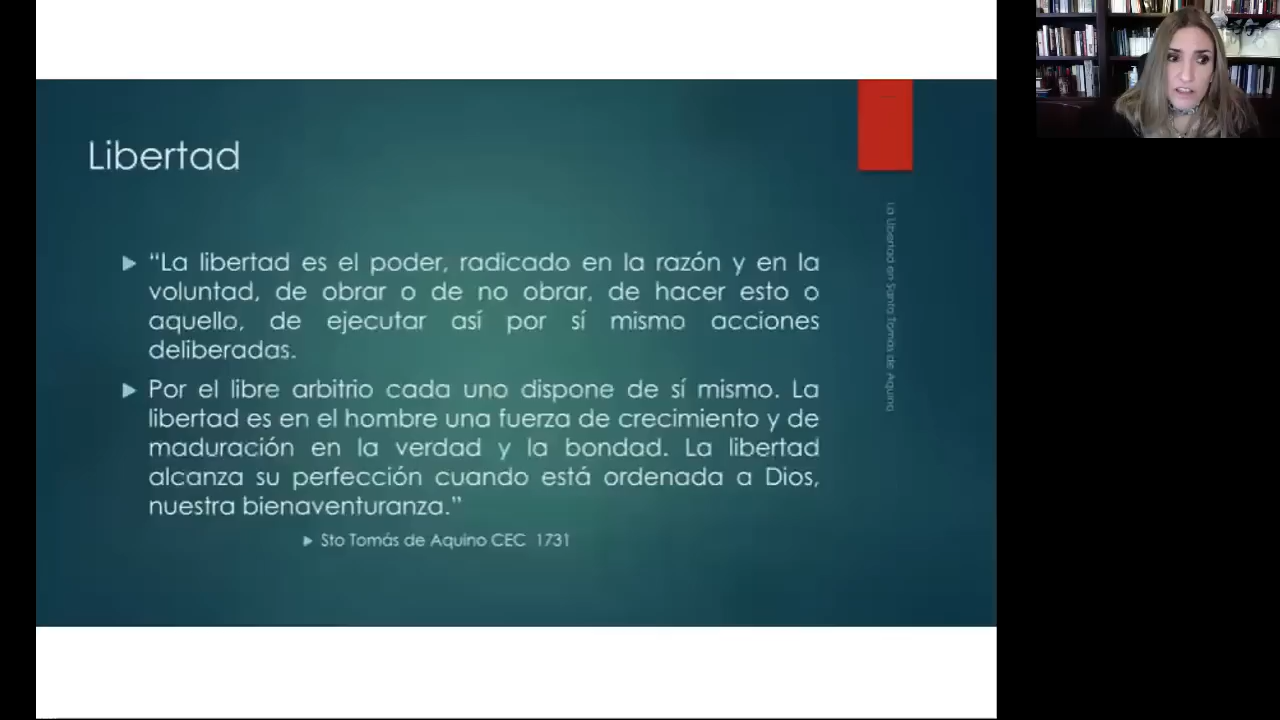 Libertad
“La libertad es el poder, radicado en la razón y en la
voluntad, de obrar o de no obrar, de hacer esto o
aquello, de ejecutar así por sí mismo acciones
deliberadas.
Por el libre arbitrio cada uno dispone de sí mismo. La
libertad es en el hombre una fuerza de crecimiento y de
maduración en la verdad y la bondad. La libertad
alcanza su perfección cuando está ordenada a Dios,
nuestra bienaventuranza.”
Sto Tomás de Aquino CEC 1731
La Libertad en Santo Tomas de Aquino